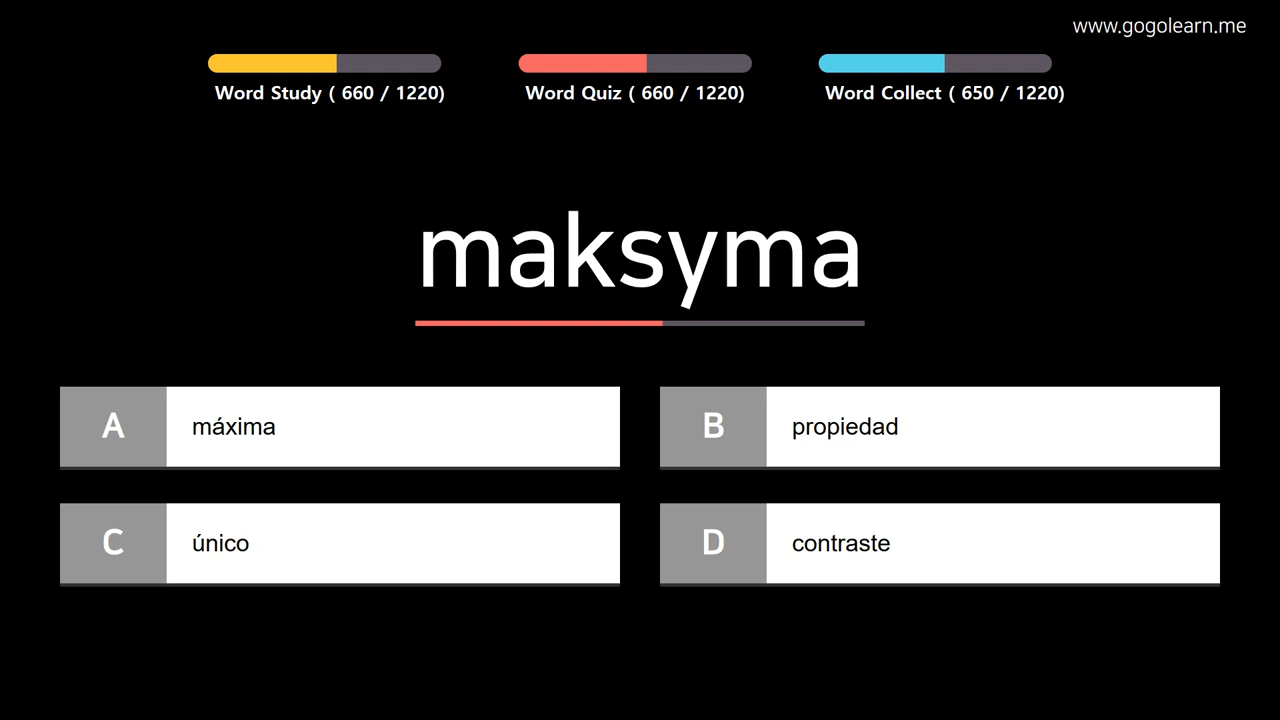 www.gogolearn.me
Word Study ( 660 / 1220)
Word Quiz ( 660 / 1220)
Word Collect ( 650 / 1220)
maksyma
A máxima
B propiedad
C único
D contraste